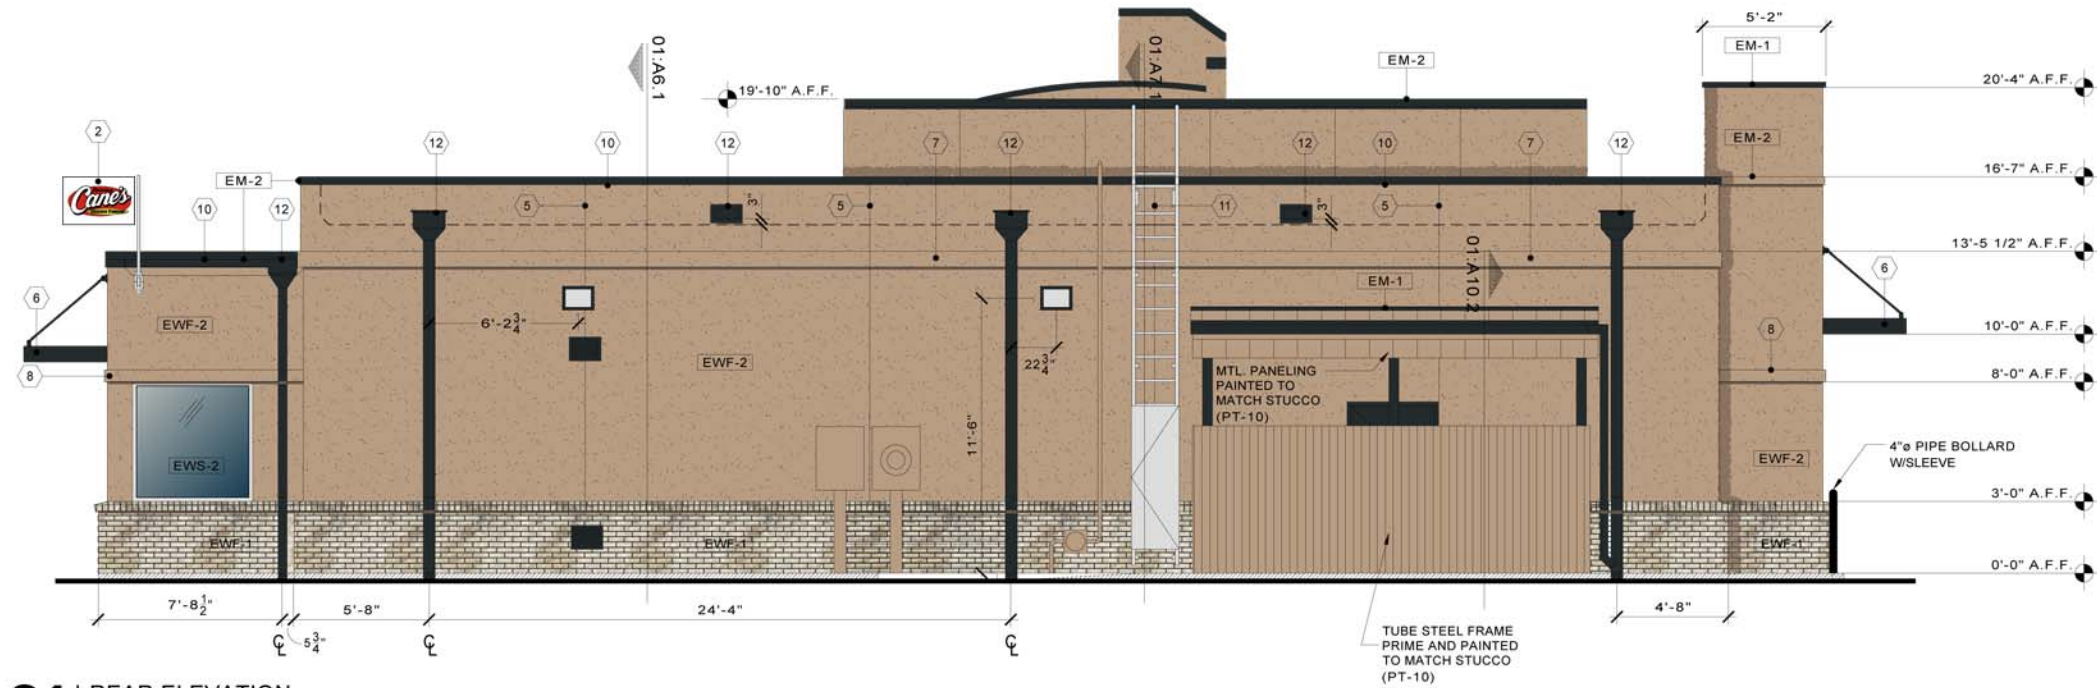 5'-2"
EM-1
EM-2
01:A6.1
01:A7.1
19'-10" A.F.F.
20'-4" A.F.F.
2
12
10
12
7
12
12
10
7
12
EM-2
EM-2
16'-7" A.F.F.
Cane's
10
12
5
3"
5
11
3"
5
13'-5 1/2" A.F.F.
01:A10.2
6
EM-1
6
EWF-2
6'-2 3/4"
10'-0" A.F.F.
8
EWF-2
22 3/4"
8
MTL. PANELING
PAINTED TO
MATCH STUCCO
(PT-10)
8'-0" A.F.F.
11'-6"
EWS-2
EWF-2
4"ø PIPE BOLLARD
W/SLEEVE
3'-0" A.F.F.
EWF-1
EWF-1
EWF-1
0'-0" A.F.F.
7'-8 1/2"
5 3/4"
5'-8"
24'-4"
4'-8"
CL
CL
CL
TUBE STEEL FRAME
PRIME AND PAINTED
TO MATCH STUCCO
(PT-10)
REAR ELEVATION